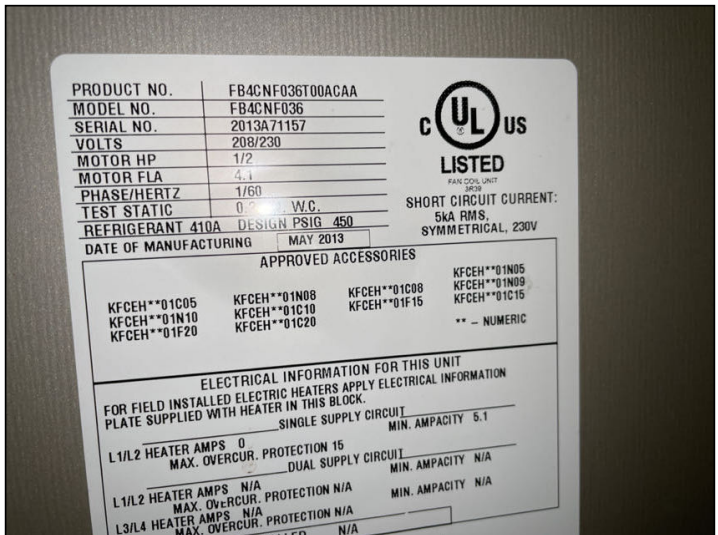 PRODUCT NO. FB4CNF036T00ACAA
MODEL NO. FB4CNF036
SERIAL NO. 2013A71157
VOLTS 208/230
MOTOR HP 1/2
MOTOR FLA 4.1
PHASE/HERTZ 1/60
TEST STATIC W.C.
REFRIGERANT 410A DESIGN PSIG 450
DATE OF MANUFACTURING MAY 2013
C UL US
LISTED
FAN COIL UNIT
3R39
SHORT CIRCUIT CURRENT:
5kA RMS,
SYMMETRICAL, 230V
APPROVED ACCESSORIES
KFCEH**01C05 KFCEH**01N08 KFCEH**01C08 KFCEH**01N05
KFCEH**01N10 KFCEH**01C10 KFCEH**01F15 KFCEH**01N09
KFCEH**01F20 KFCEH**01C20 KFCEH**01C15
** - NUMERIC
ELECTRICAL INFORMATION FOR THIS UNIT
FOR FIELD INSTALLED ELECTRIC HEATERS APPLY ELECTRICAL INFORMATION
PLATE SUPPLIED WITH HEATER IN THIS BLOCK.
SINGLE SUPPLY CIRCUIT
L1/L2 HEATER AMPS 0 MIN. AMPACITY 5.1
MAX. OVERCUR. PROTECTION 15
DUAL SUPPLY CIRCUIT
L1/L2 HEATER AMPS N/A MIN. AMPACITY N/A
MAX. OVERCUR. PROTECTION N/A
L3/L4 HEATER AMPS N/A MIN. AMPACITY N/A
MAX. OVERCUR. PROTECTION N/A
N/A